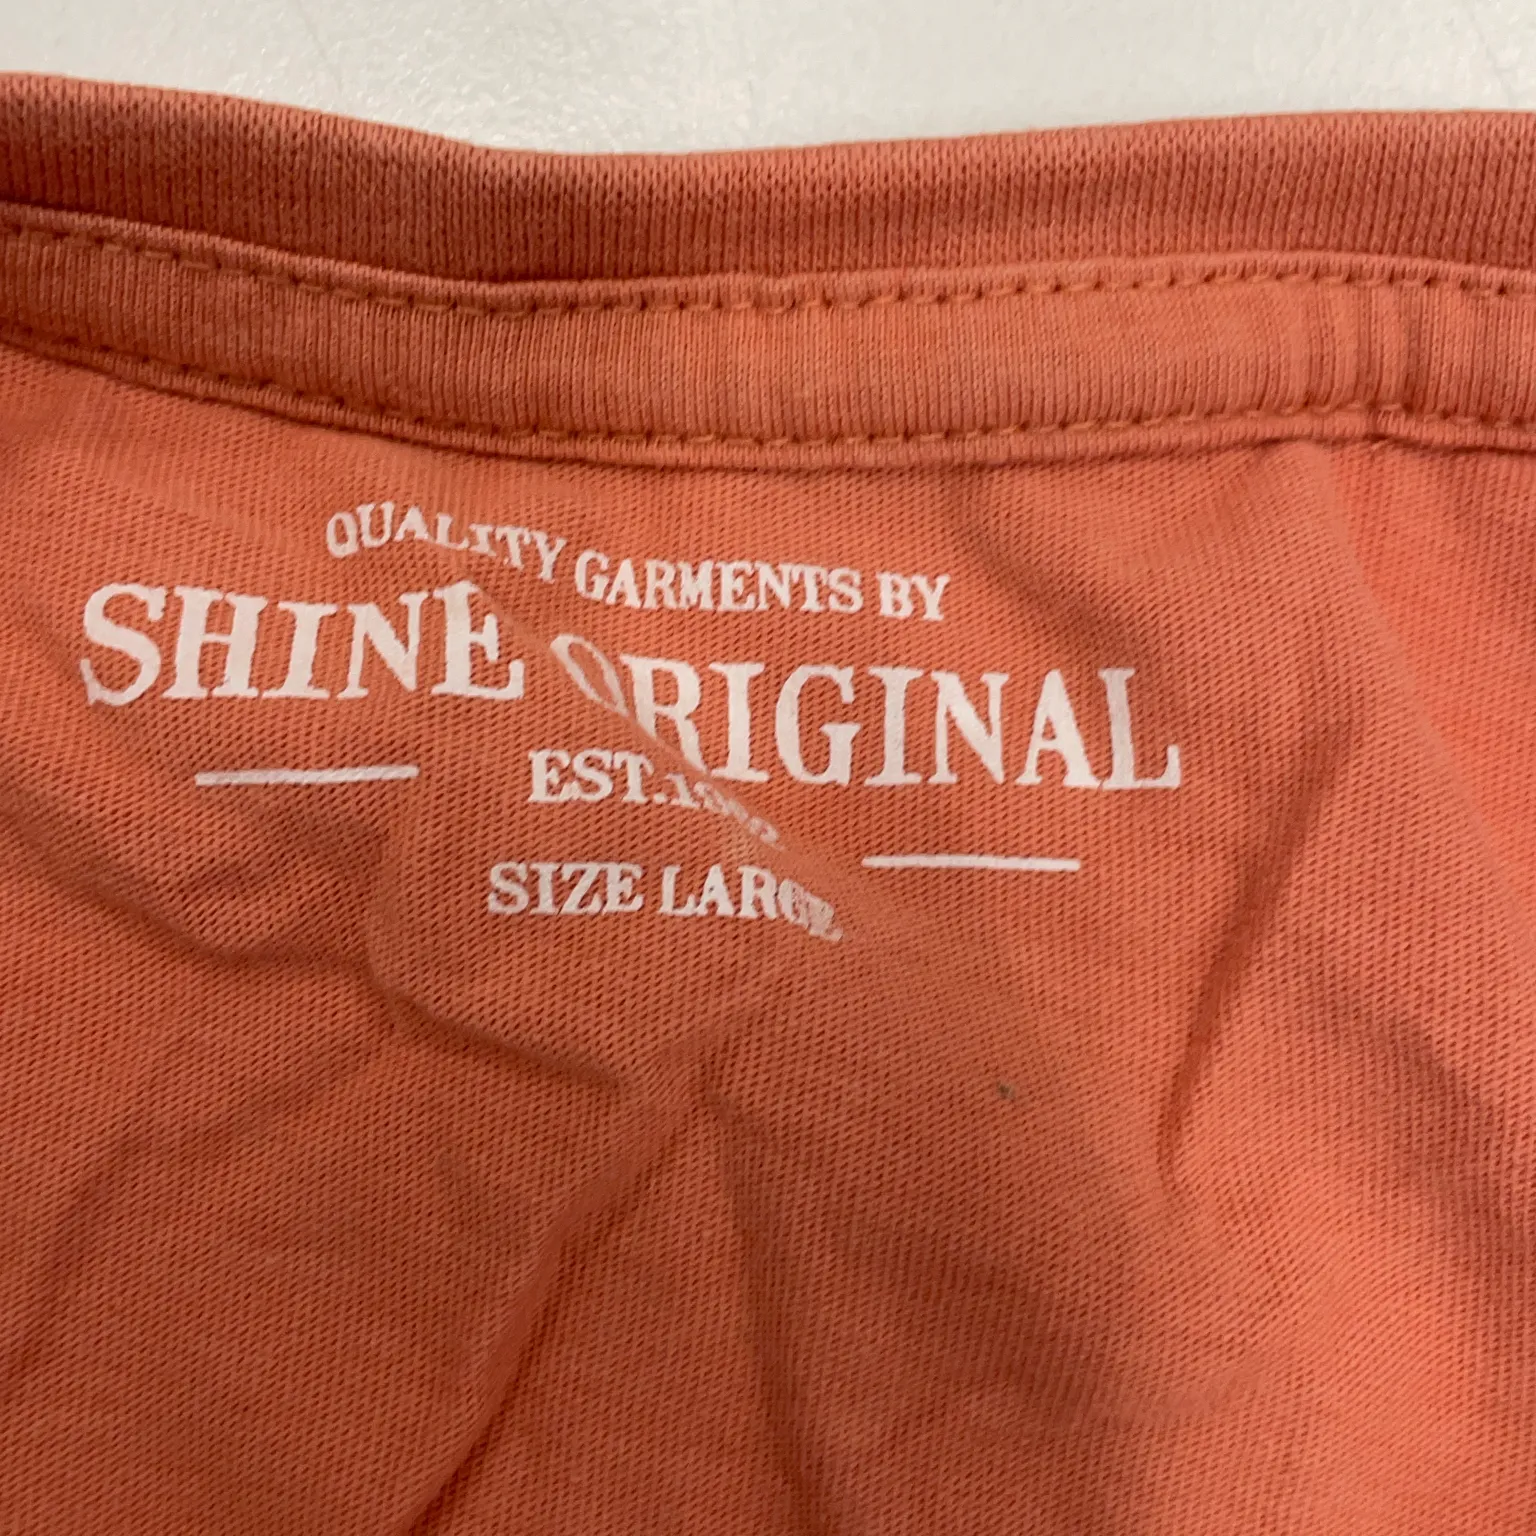 QUALITY GARMENTS BY
SHINE ORIGINAL
EST.
SIZE LARGE